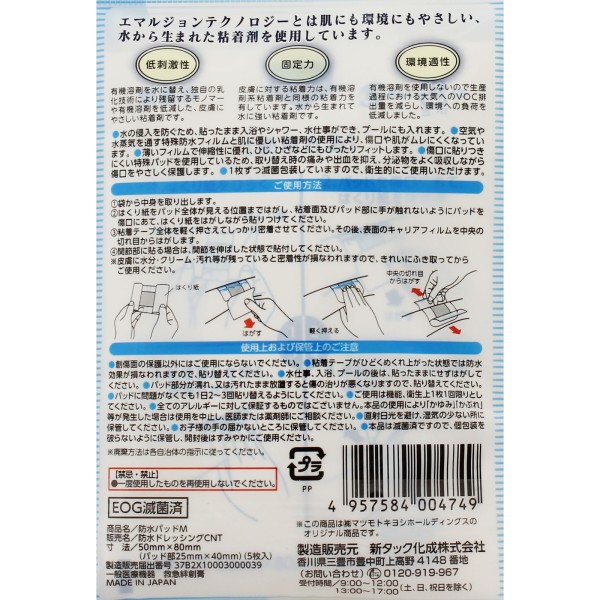 エマルジョンテクノロジーとは肌にも環境にもやさしい、
水から生まれた粘着剤を使用しています。
低刺激性
有機溶剤を水に替え、独自の乳
化技術により残留するモノマー
や有機溶剤を低減した、皮膚に
やさしい粘着剤です。
固定力
皮膚に対する粘着力は、有機溶
剤系粘着剤と同様の粘着力を
有しています。水から生まれて
水に強い粘着剤です。
環境適性
有機溶剤を使用しないので生産
過程における大気へのVOC排出
量を減らし、環境への負荷を
低減しました。
●水の侵入を防ぐため、貼ったまま入浴やシャワー、水仕事ができ、プールにも入れます。●空気や
水蒸気を通す特殊防水フィルムと肌に優しい粘着剤の使用により、傷口や肌がムレにくくなっていま
す。●薄いフィルムで伸縮性に優れ、ひじ、ひざなどにもぴったりフィットします。●傷口に貼りつき
にくい特殊パッドを使用しているため、取り替え時の痛みや出血を抑え、分泌物をよく吸収しながら
傷口をやさしく保護します。●1枚ずつ滅菌包装していますので、衛生的にご使用いただけます。
ご使用方法
①袋から中身を取り出します。
②はくり紙をパッド全体が見える位置まではがし、粘着面及びパッド部に手が触れないようにパッドを
傷口にあて、はくり紙をはがしながら貼りつけてください。
③粘着テープ全体を軽く押さえてしっかり密着させてください。その後、表面のキャリアフィルムを中央の
切れ目からはがします。
④関節部に貼る場合は、関節を伸ばした状態で貼付してください。
※皮膚に水分・クリーム・汚れ等が残っていると密着性が損なわれますので、きれいにふき取ってから
ご使用ください。
はくり紙
はがす
軽く押える
中央の切れ目
からはがす
使用上および保管上のご注意
●創傷面の保護以外にはご使用にならないでください。●粘着テープがひどくめくれ上がった状態では防水
効果が損なわれますので、貼り替えてください。●水仕事、入浴、プールの後は、貼ったままにせずはがし
てください。●パッド部分が濡れ、又は汚れたまま放置すると傷の治りが悪くなりますので、貼り替えてください。
●パッドに問題がなくても1日2～3回貼り替えるようにしてください。●ご使用は機能、衛生上1枚1回限りとし
てください。●全てのアレルギーに対して保証するものではございません。本品の使用により「かゆみ」「かぶれ」
等が発生した場合は使用を中止し、医師または薬剤師にご相談ください。●直射日光を避け、湿気の少ない所に
保管してください。●お子様の手の届かないところに保管してください。●本品は滅菌済ですので、個包装を
破らないように保管し、開封後はすみやかにご使用ください。
※廃棄方法は各自治体の指示に従ってください。
【禁忌・禁止】
●一度使用したものを再使用しないでください。
EOG滅菌済
商品名/防水パッドM
販売名/防水ドレッシングCNT
寸　法/50mm×80mm
(パッド部25mm×40mm)(5枚入)
製造販売届出番号:37B2X10003000039
一般医療機器　救急絆創膏
MADE IN JAPAN
プラ
PP
4 957584 004749
※この商品は㈱マツモトキヨシホールディングスの
オリジナル商品です。
製造販売元　新タック化成株式会社
香川県三豊市豊中町上高野 4148 番地
(お問い合わせ) 0120-919-967
受付時間/9:00～12:00
13:00～17:00 (土、日、祝日を除く)